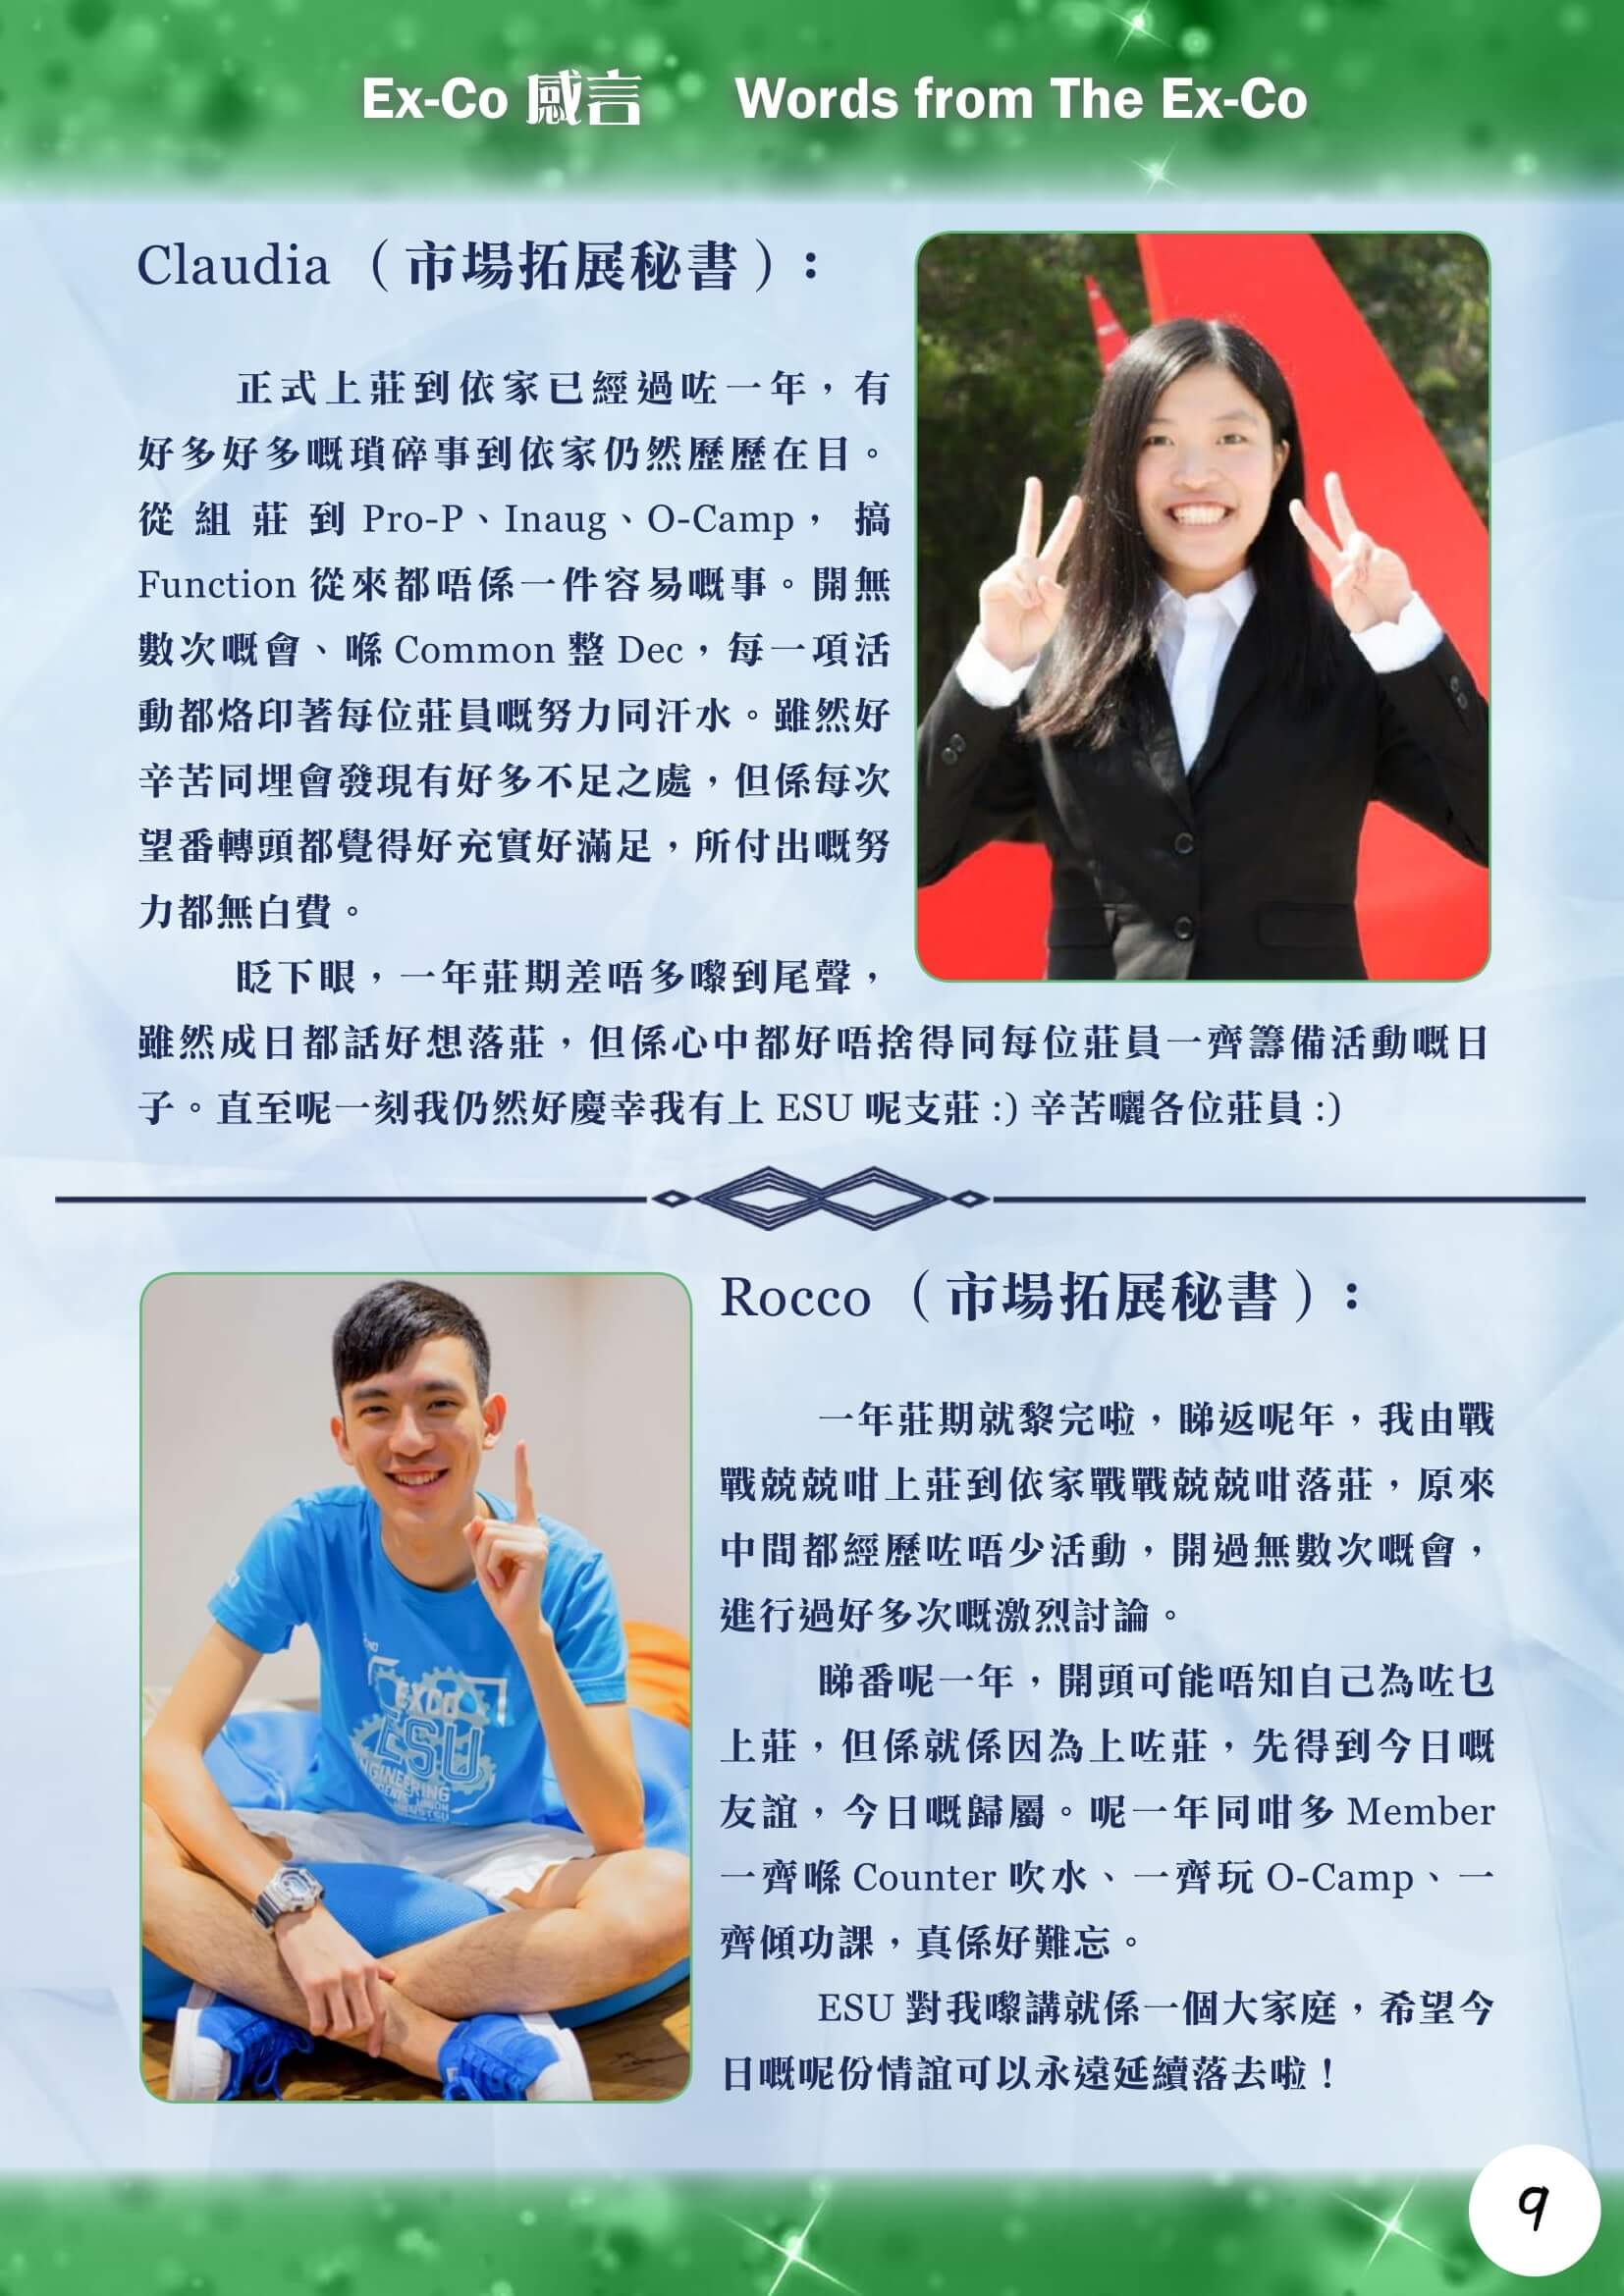 Ex-Co 感言 Words from The Ex-Co
Claudia （市場拓展秘書）：
正式上莊到依家已經過咗一年，有
好多好多嘅瑣碎事到依家仍然歷歷在目。
從組莊到 Pro-P、Inaug、O-Camp，搞
Function 從來都唔係一件容易嘅事。開無
數次嘅會、喺 Common 整 Dec，每一項活
動都烙印著每位莊員嘅努力同汗水。雖然好
辛苦同埋會發現有好多不足之處，但係每次
望番轉頭都覺得好充實好滿足，所付出嘅努
力都無白費。
眨下眼，一年莊期差唔多嚟到尾聲，
雖然成日都話好想落莊，但係心中都好唔捨得同每位莊員一齊籌備活動嘅日
子。直至呢一刻我仍然好慶幸我有上 ESU 呢支莊 :) 辛苦曬各位莊員 :)
Rocco （市場拓展秘書）：
一年莊期就黎完啦，睇返呢年，我由戰
戰兢兢咁上莊到依家戰戰兢兢咁落莊，原來
中間都經歷咗唔少活動，開過無數次嘅會，
進行過好多次嘅激烈討論。
睇番呢一年，開頭可能唔知自己為咗乜
上莊，但係就係因為上咗莊，先得到今日嘅
友誼，今日嘅歸屬。呢一年同咁多 Member
一齊喺 Counter 吹水、一齊玩 O-Camp、一
齊傾功課，真係好難忘。
ESU 對我嚟講就係一個大家庭，希望今
日嘅呢份情誼可以永遠延續落去啦！
EXCO
ESU
ENGINEERING
9